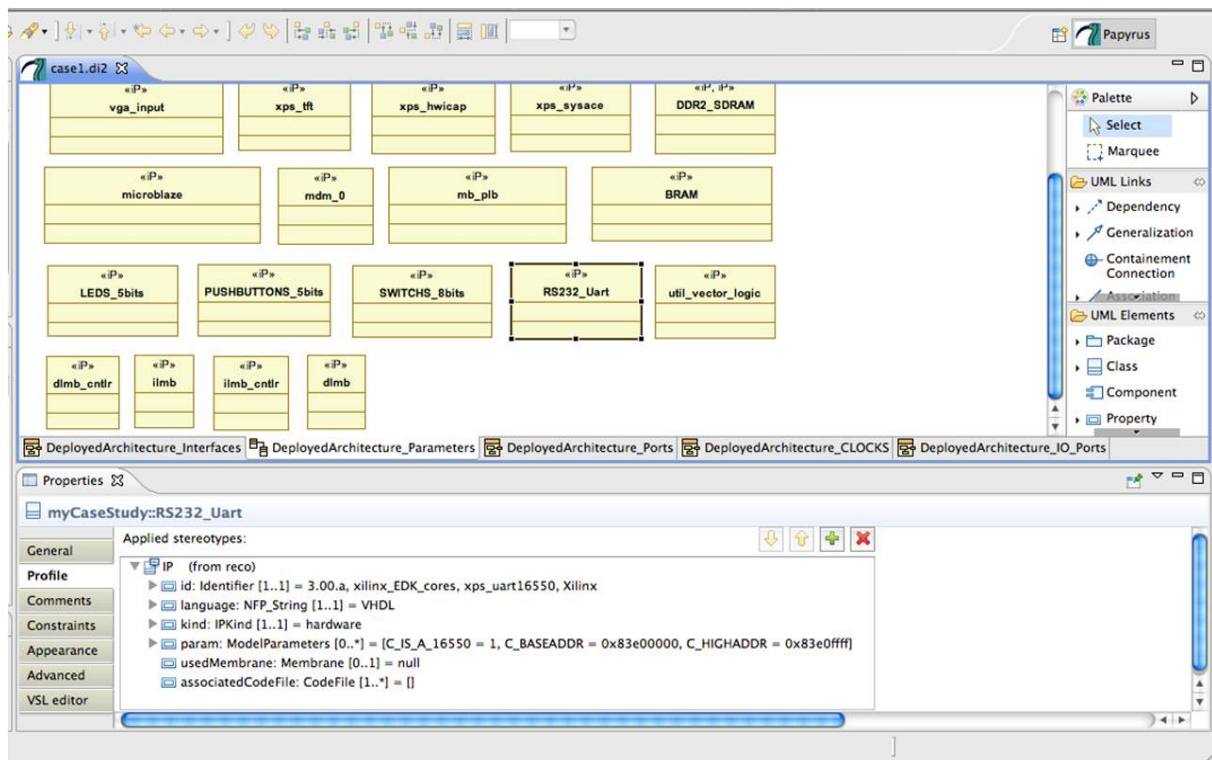 Papyrus
case1.di2
«iP»
vga_input
«iP»
xps_tft
«iP»
xps_hwicap
«iP»
xps_sysace
«iP, iP»
DDR2_SDRAM
«iP»
microblaze
«iP»
mdm_0
«iP»
mb_plb
«iP»
BRAM
«iP»
LEDS_5bits
«iP»
PUSHBUTTONS_5bits
«iP»
SWITCHS_8bits
«iP»
RS232_Uart
«iP»
util_vector_logic
«iP»
dlmb_cntlr
«iP»
ilmb
«iP»
ilmb_cntlr
«iP»
dlmb
Palette
Select
Marquee
UML Links
Dependency
Generalization
Containement
Connection
Association
UML Elements
Package
Class
Component
Property
DeployedArchitecture_Interfaces DeployedArchitecture_Parameters DeployedArchitecture_Ports DeployedArchitecture_CLOCKS DeployedArchitecture_IO_Ports
Properties
myCaseStudy::RS232_Uart
General
Profile
Comments
Constraints
Appearance
Advanced
VSL editor
Applied stereotypes:
IP (from reco)
id: Identifier [1..1] = 3.00.a, xilinx_EDK_cores, xps_uart16550, Xilinx
language: NFP_String [1..1] = VHDL
kind: IPKind [1..1] = hardware
param: ModelParameters [0..*] = [C_IS_A_16550 = 1, C_BASEADDR = 0x83e00000, C_HIGHADDR = 0x83e0ffff]
usedMembrane: Membrane [0..1] = null
associatedCodeFile: CodeFile [1..*] = []